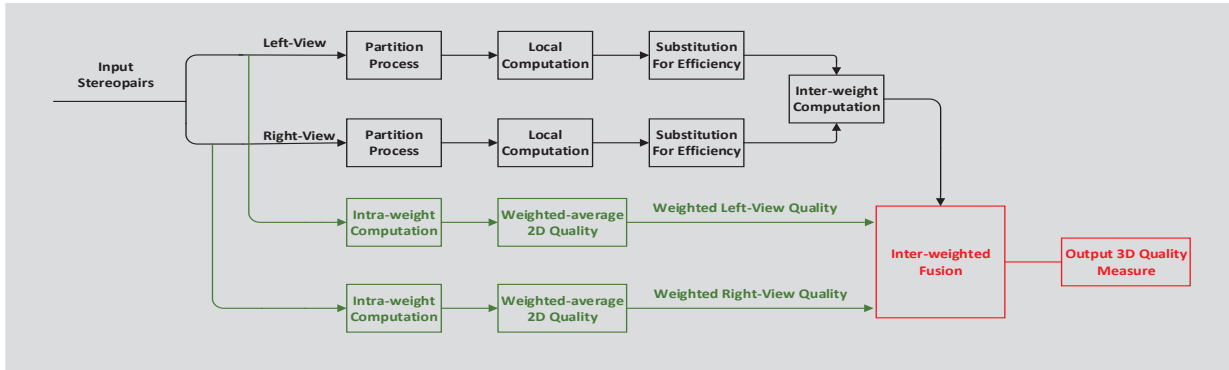 Left-View
Partition
Process
Local
Computation
Substitution
For Efficiency
Input
Stereopairs
Inter-weight
Computation
Right-View
Partition
Process
Local
Computation
Substitution
For Efficiency
Intra-weight
Computation
Weighted-average
2D Quality
Weighted Left-View Quality
Inter-weighted
Fusion
Output 3D Quality
Measure
Intra-weight
Computation
Weighted-average
2D Quality
Weighted Right-View Quality